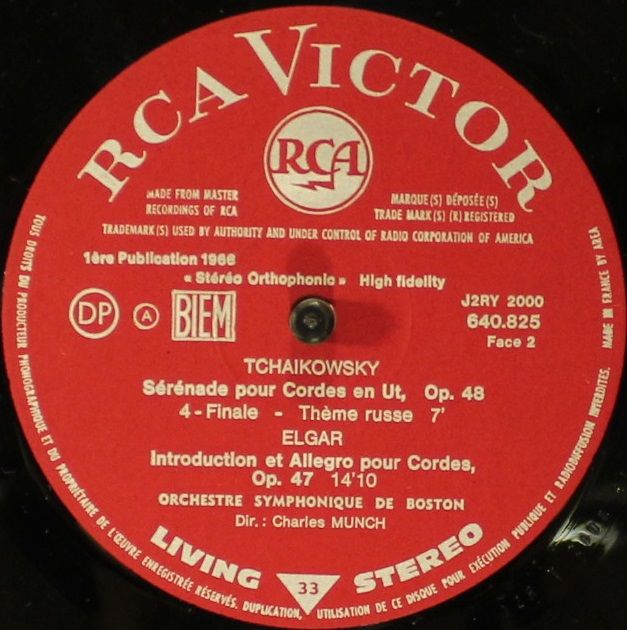 RCA VICTOR
RCA
MADE FROM MASTER
RECORDINGS OF RCA
MARQUE(S) DÉPOSÉE(S)
TRADE MARK(S) (R) REGISTERED
TRADEMARK(S) USED BY AUTHORITY AND UNDER CONTROL OF RADIO CORPORATION OF AMERICA
1ère Publication 1966
« Stéréo Orthophonic » High fidelity
DP A BIEM
J2RY 2000
640.825
Face 2
TCHAIKOWSKY
Sérénade pour Cordes en Ut, Op. 48
4 - Finale - Thème russe 7'
ELGAR
Introduction et Allegro pour Cordes,
Op. 47 14'10
ORCHESTRE SYMPHONIQUE DE BOSTON
Dir. : Charles MUNCH
LIVING STEREO
33
TOUS DROITS DU PRODUCTEUR PHONOGRAPHIQUE ET DU PROPRIÉTAIRE DE L'ŒUVRE ENREGISTRÉE RÉSERVÉS. DUPLICATION, UTILISATION DE CE DISQUE POUR EXÉCUTION PUBLIQUE ET RADIODIFFUSION INTERDITES. MADE IN FRANCE BY AREA